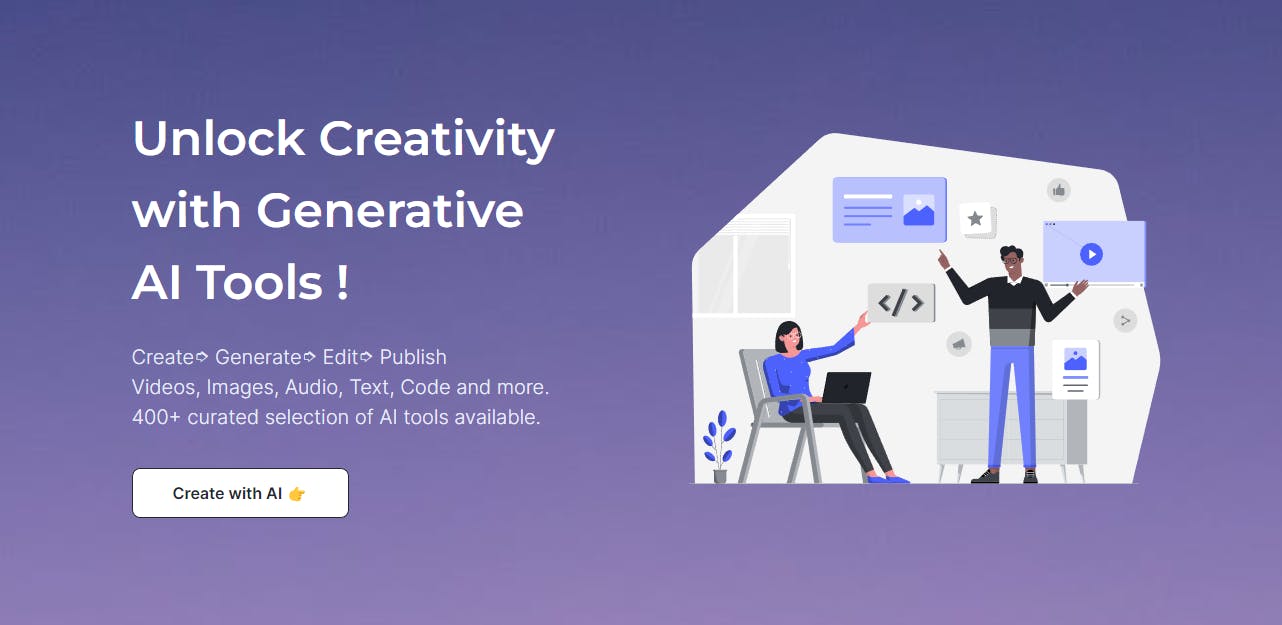 Unlock Creativity
with Generative
AI Tools !
Create➩ Generate➩ Edit➩ Publish
Videos, Images, Audio, Text, Code and more.
400+ curated selection of AI tools available.
Create with AI 👉
</>